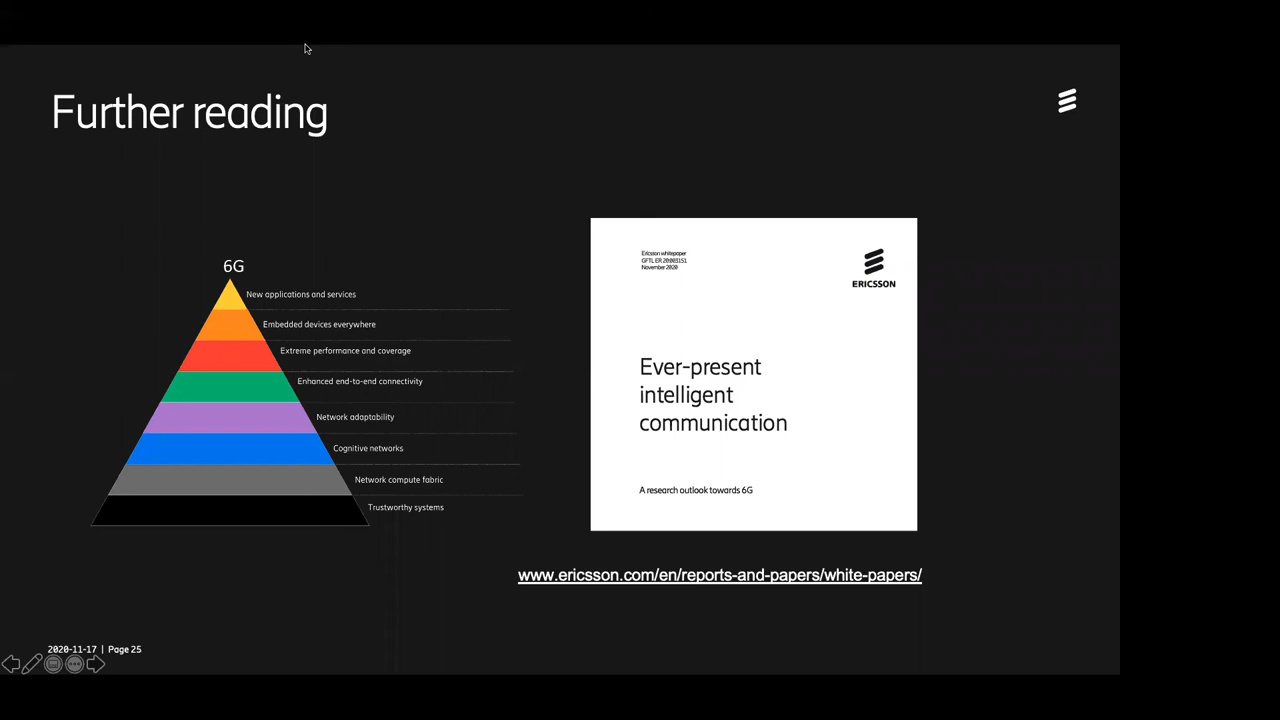 Further reading
6G
New applications and services
Embedded devices everywhere
Extreme performance and coverage
Enhanced end-to-end connectivity
Network adaptability
Cognitive networks
Network compute fabric
Trustworthy systems
Ericsson whitepaper
November 2020
ERICSSON
Ever-present
intelligent
communication
A research outlook towards 6G
www.ericsson.com/en/reports-and-papers/white-papers/
2020-11-17 | Page 25